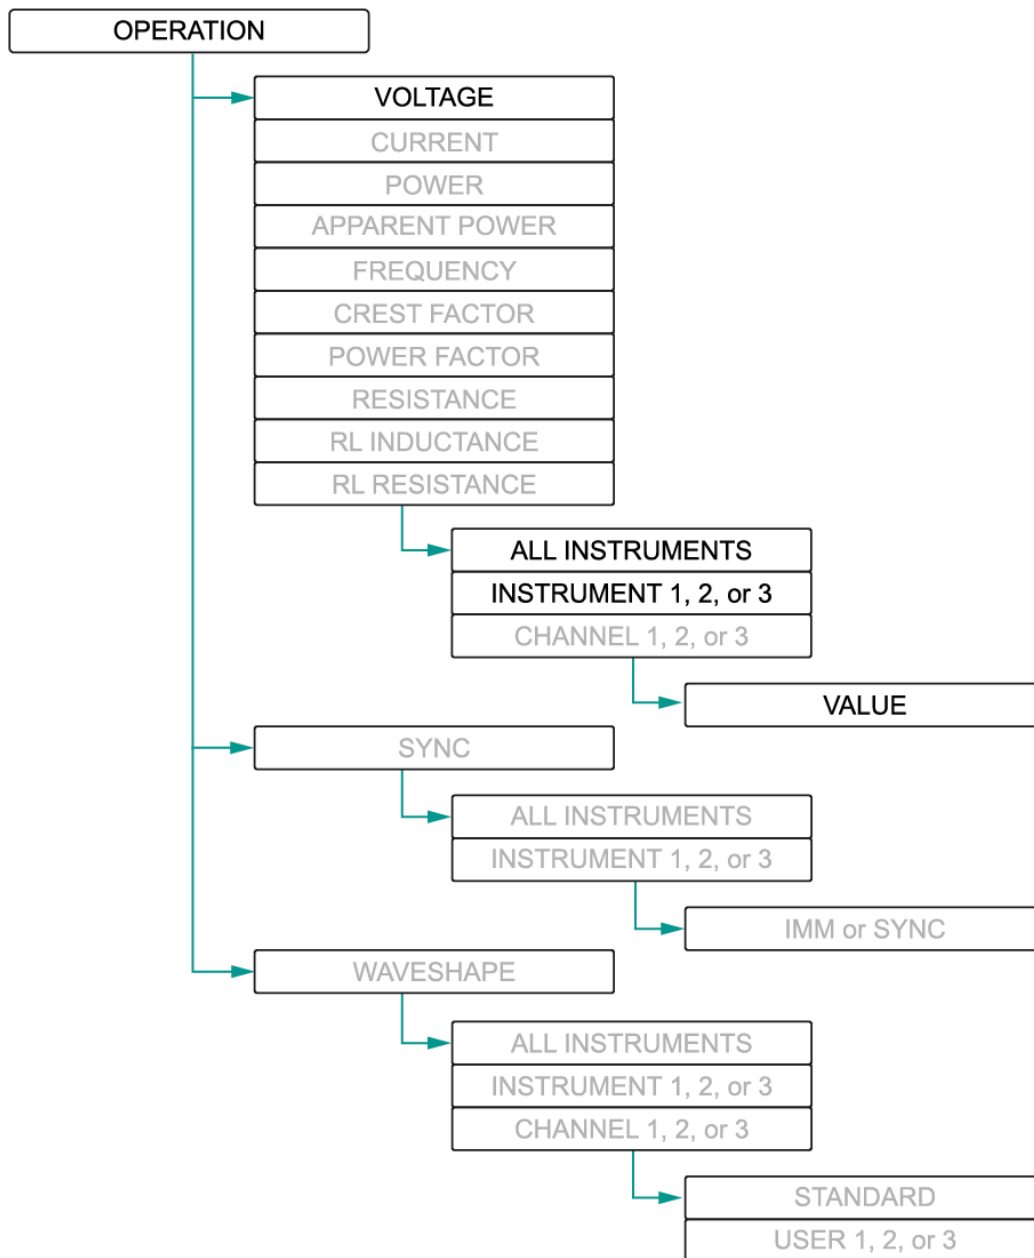 OPERATION
VOLTAGE
CURRENT
POWER
APPARENT POWER
FREQUENCY
CREST FACTOR
POWER FACTOR
RESISTANCE
RL INDUCTANCE
RL RESISTANCE
ALL INSTRUMENTS
INSTRUMENT 1, 2, or 3
CHANNEL 1, 2, or 3
VALUE
SYNC
ALL INSTRUMENTS
INSTRUMENT 1, 2, or 3
IMM or SYNC
WAVESHAPE
ALL INSTRUMENTS
INSTRUMENT 1, 2, or 3
CHANNEL 1, 2, or 3
STANDARD
USER 1, 2, or 3